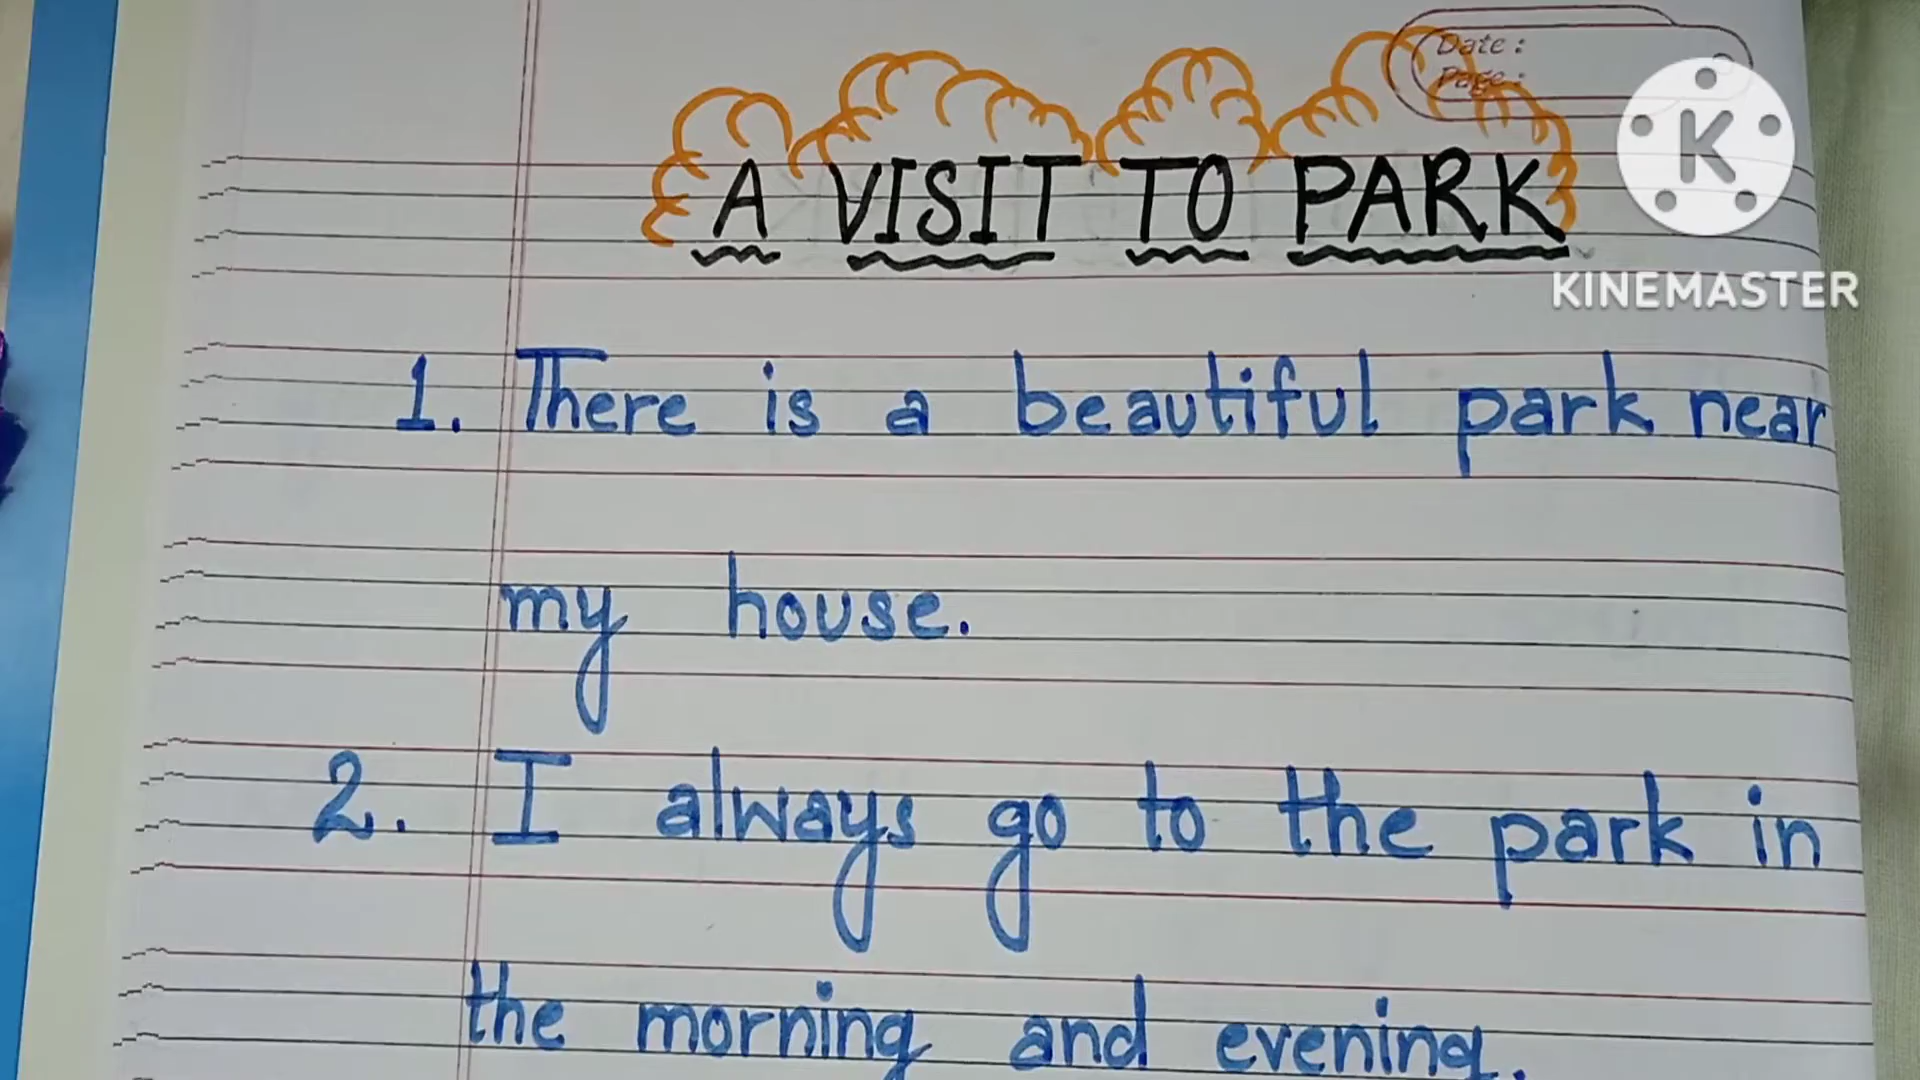 Date :
Page :
A VISIT TO PARK
K
KINEMASTER
1. There is a beautiful park near
my house.
2. I always go to the park in
the morning and evening.